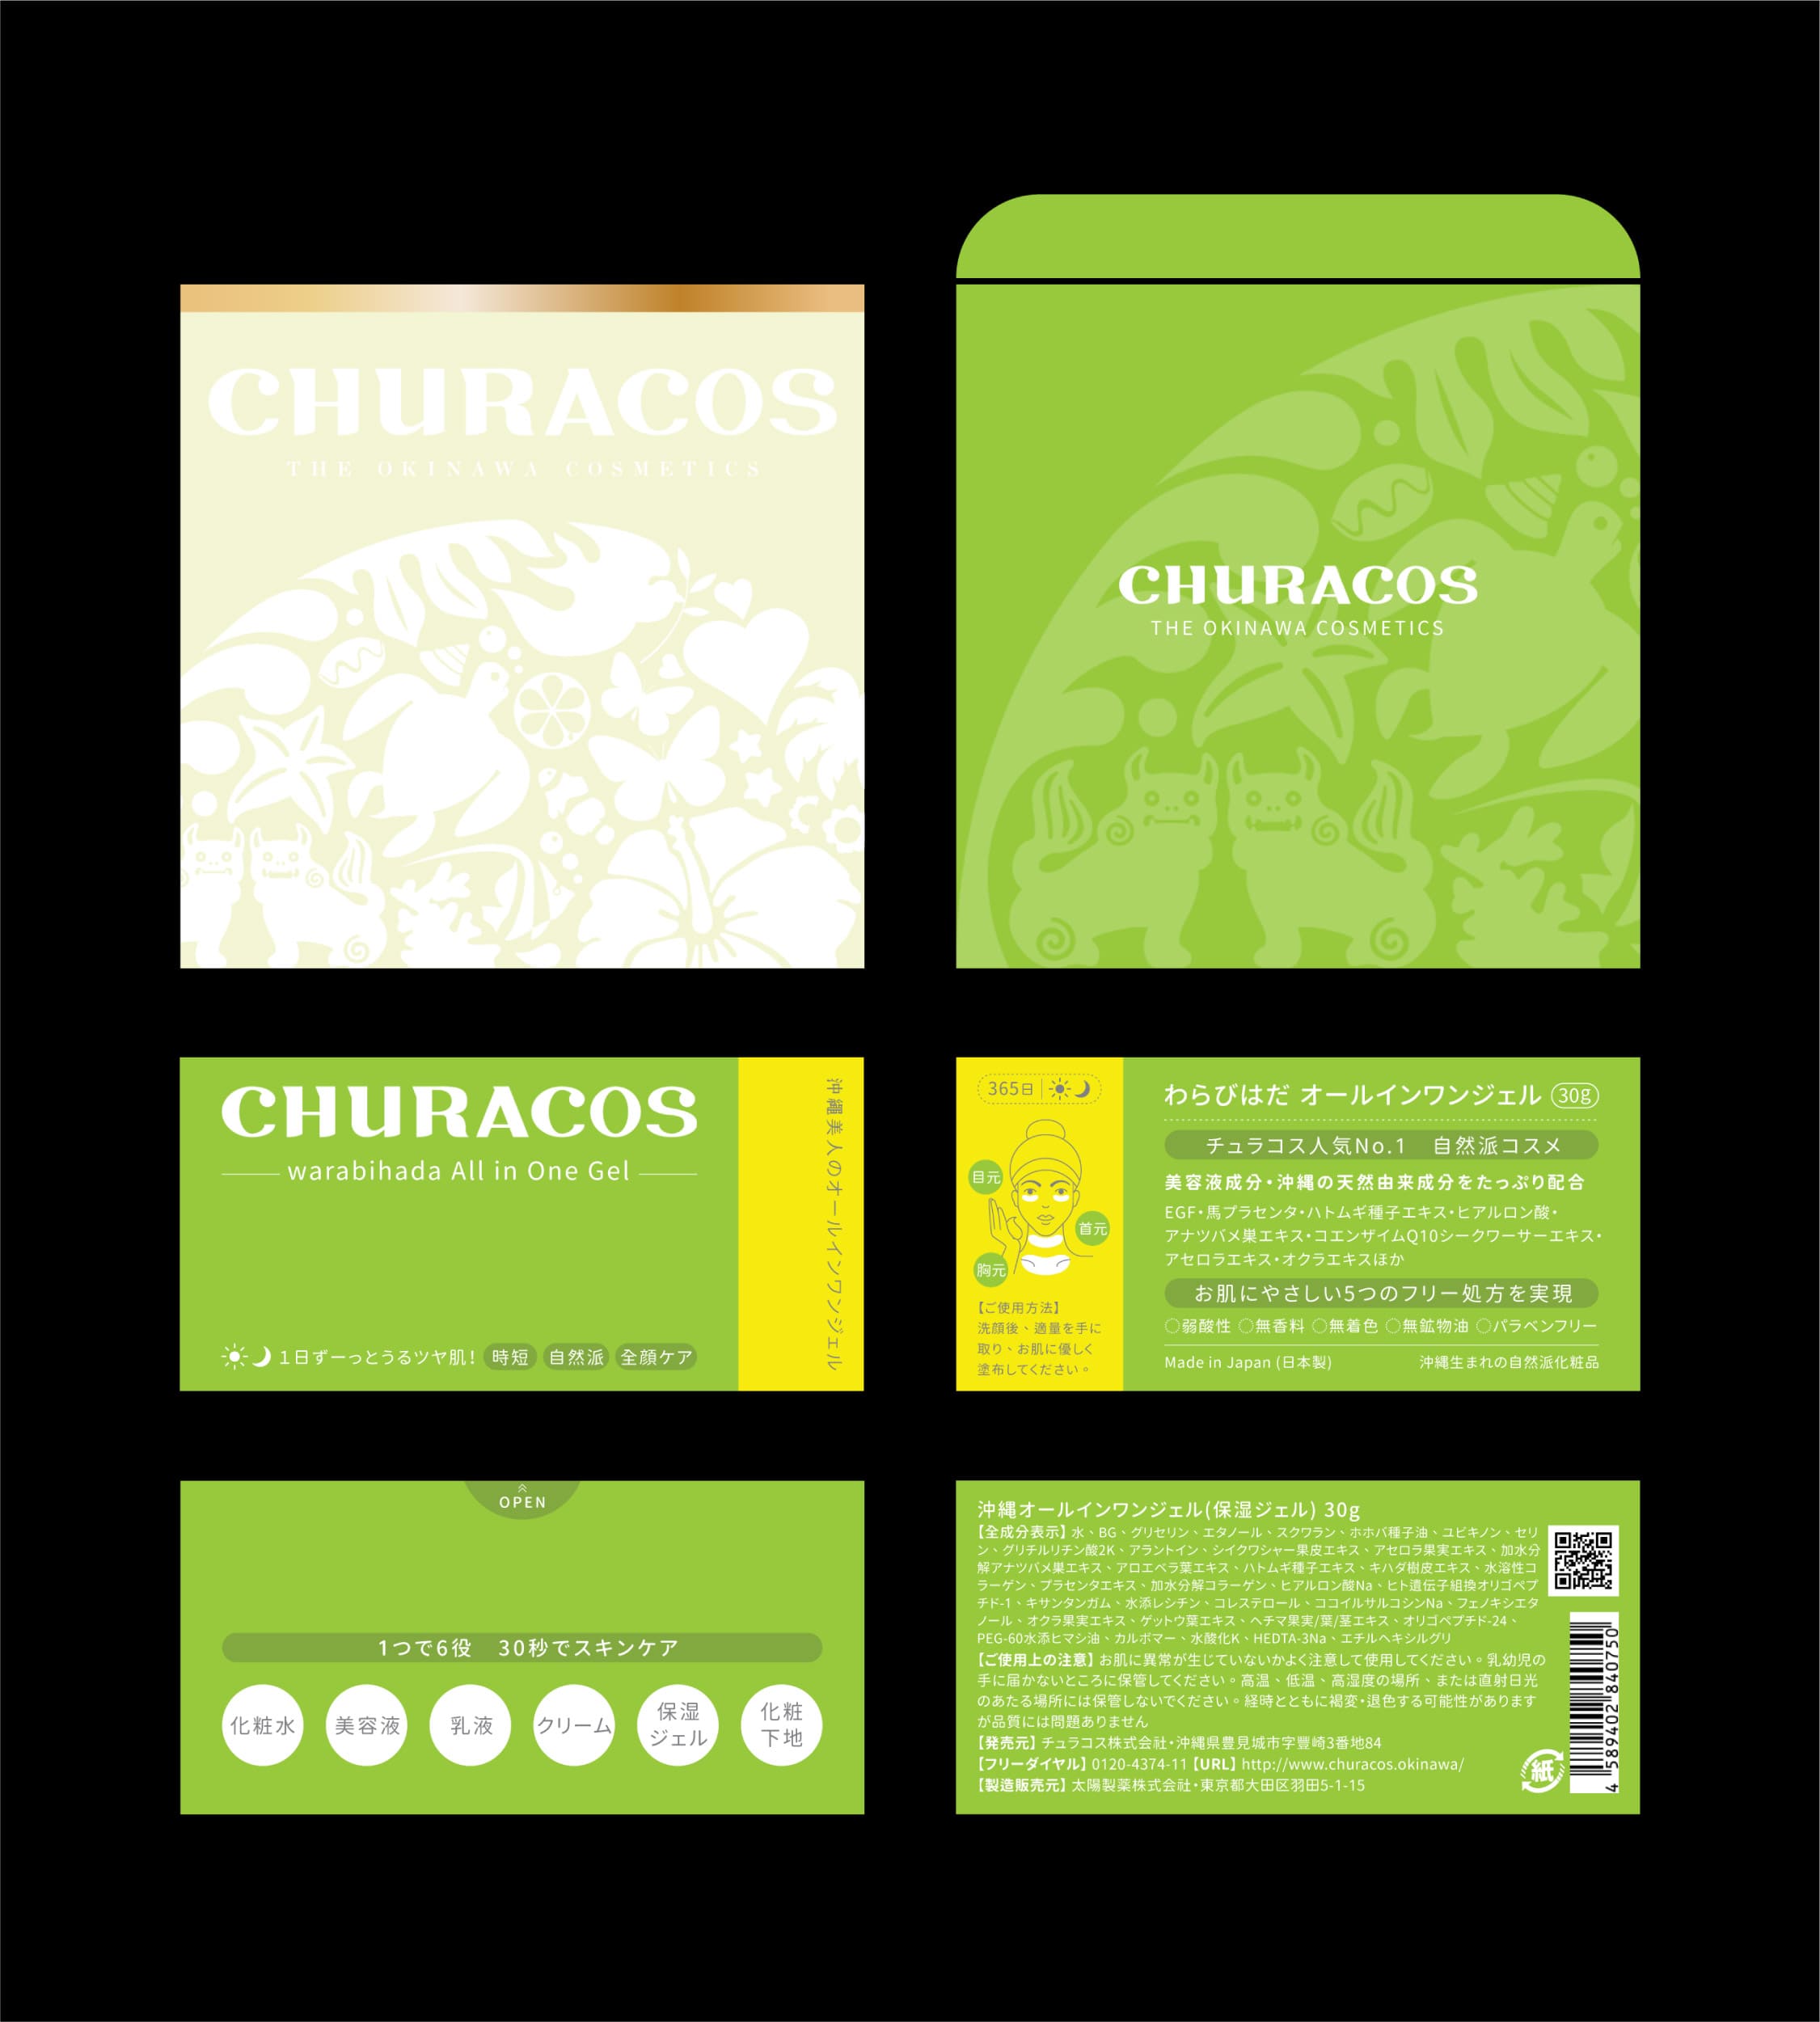 CHURACOS
THE OKINAWA COSMETICS
CHURACOS
THE OKINAWA COSMETICS
CHURACOS
warabihada All in One Gel
1日ずーっとうるツヤ肌! 時短 自然派 全顔ケア
沖縄美人のオールインワンジェル
365日
目元
首元
胸元
【ご使用方法】
洗顔後、適量を手に
取り、お肌に優しく
塗布してください。
わらびはだ オールインワンジェル 30g
チュラコス人気No.1 自然派コスメ
美容液成分・沖縄の天然由来成分をたっぷり配合
EGF・馬プラセンタ・ハトムギ種子エキス・ヒアルロン酸・
アナツバメ巣エキス・コエンザイムQ10シークワーサーエキス・
アセロラエキス・オクラエキスほか
お肌にやさしい5つのフリー処方を実現
○弱酸性 ○無香料 ○無着色 ○無鉱物油 ○パラベンフリー
Made in Japan (日本製) 沖縄生まれの自然派化粧品
OPEN
1つで6役 30秒でスキンケア
化粧水
美容液
乳液
クリーム
保湿
ジェル
化粧
下地
沖縄オールインワンジェル(保湿ジェル) 30g
【全成分表示】水、BG、グリセリン、エタノール、スクワラン、ホホバ種子油、ユビキノン、セリ
ン、グリチルリチン酸2K、アラントイン、シイクワシャー果皮エキス、アセロラ果実エキス、加水分
解アナツバメ巣エキス、アロエベラ葉エキス、ハトムギ種子エキス、キハダ樹皮エキス、水溶性コ
ラーゲン、プラセンタエキス、加水分解コラーゲン、ヒアルロン酸Na、ヒト遺伝子組換オリゴペプ
チド-1、キサンタンガム、水添レシチン、コレステロール、ココイルサルコシンNa、フェノキシエタ
ノール、オクラ果実エキス、ゲットウ葉エキス、ヘチマ果実/葉/茎エキス、オリゴペプチド-24、
PEG-60水添ヒマシ油、カルボマー、水酸化K、HEDTA-3Na、エチルヘキシルグリ
【ご使用上の注意】お肌に異常が生じていないかよく注意して使用してください。乳幼児の
手に届かないところに保管してください。高温、低温、高湿度の場所、または直射日光
のあたる場所には保管しないでください。経時とともに褐変・退色する可能性があります
が品質には問題ありません
【発売元】チュラコス株式会社・沖縄県豊見城市字豊崎3番地84
【フリーダイヤル】0120-4374-11【URL】http://www.churacos.okinawa/
【製造販売元】太陽製薬株式会社・東京都大田区羽田5-1-15
紙
4 589402 840750